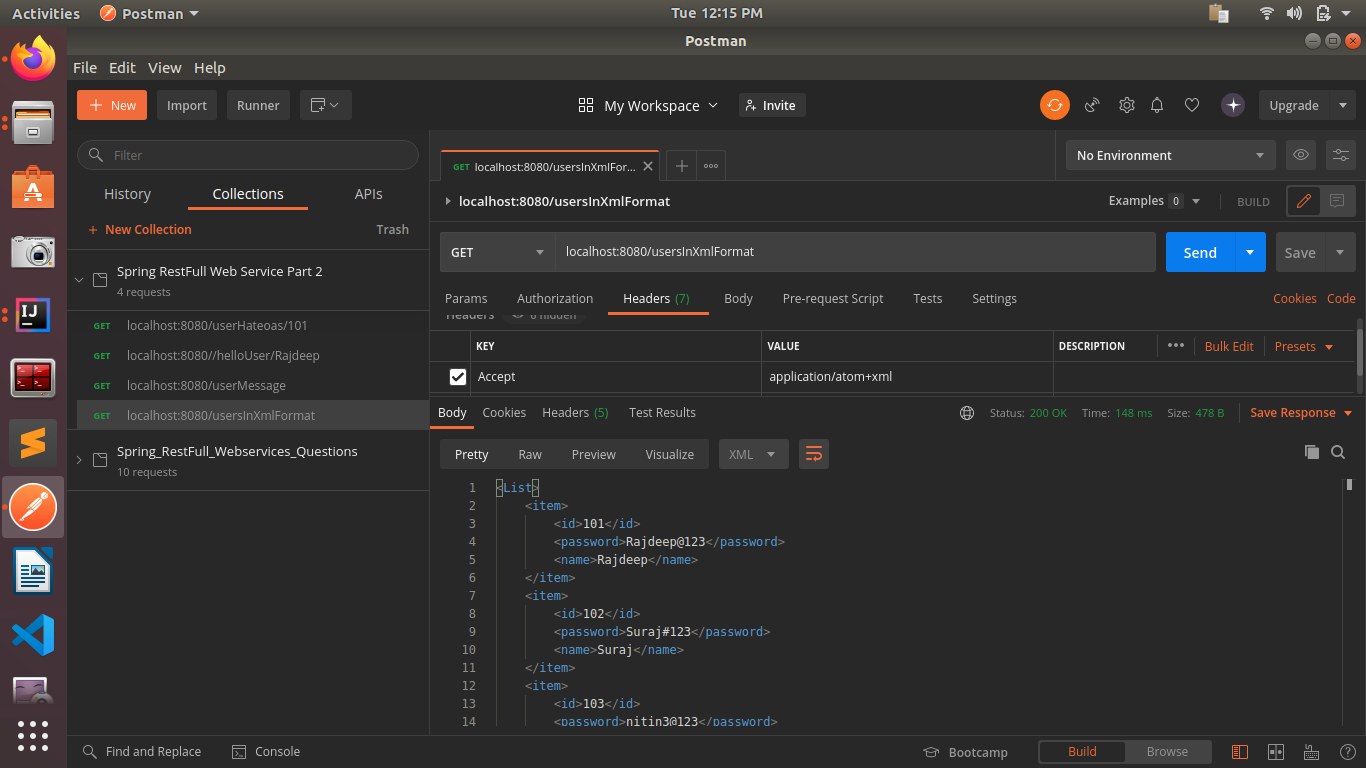 Activities Postman Tue 12:15 PM
Postman
File Edit View Help
New Import Runner My Workspace Invite Upgrade
Filter
History Collections APIs
+ New Collection Trash
Spring RestFull Web Service Part 2
4 requests
GET localhost:8080/userHateoas/101
GET localhost:8080//helloUser/Rajdeep
GET localhost:8080/userMessage
GET localhost:8080/usersInXmlFormat
Spring_RestFull_Webservices_Questions
10 requests
GET localhost:8080/usersInXmlFor... No Environment
localhost:8080/usersInXmlFormat Examples 0 BUILD
GET localhost:8080/usersInXmlFormat Send Save
Params Authorization Headers (7) Body Pre-request Script Tests Settings Cookies Code
Headers 6 hidden
KEY VALUE DESCRIPTION ••• Bulk Edit Presets
Accept application/atom+xml
Body Cookies Headers (5) Test Results Status: 200 OK Time: 148 ms Size: 478 B Save Response
Pretty Raw Preview Visualize XML
1 <List>
2 <item>
3 <id>101</id>
4 <password>Rajdeep@123</password>
5 <name>Rajdeep</name>
6 </item>
7 <item>
8 <id>102</id>
9 <password>Suraj#123</password>
10 <name>Suraj</name>
11 </item>
12 <item>
13 <id>103</id>
14 <password>nitin3@123</password>
Find and Replace Console Bootcamp Build Browse